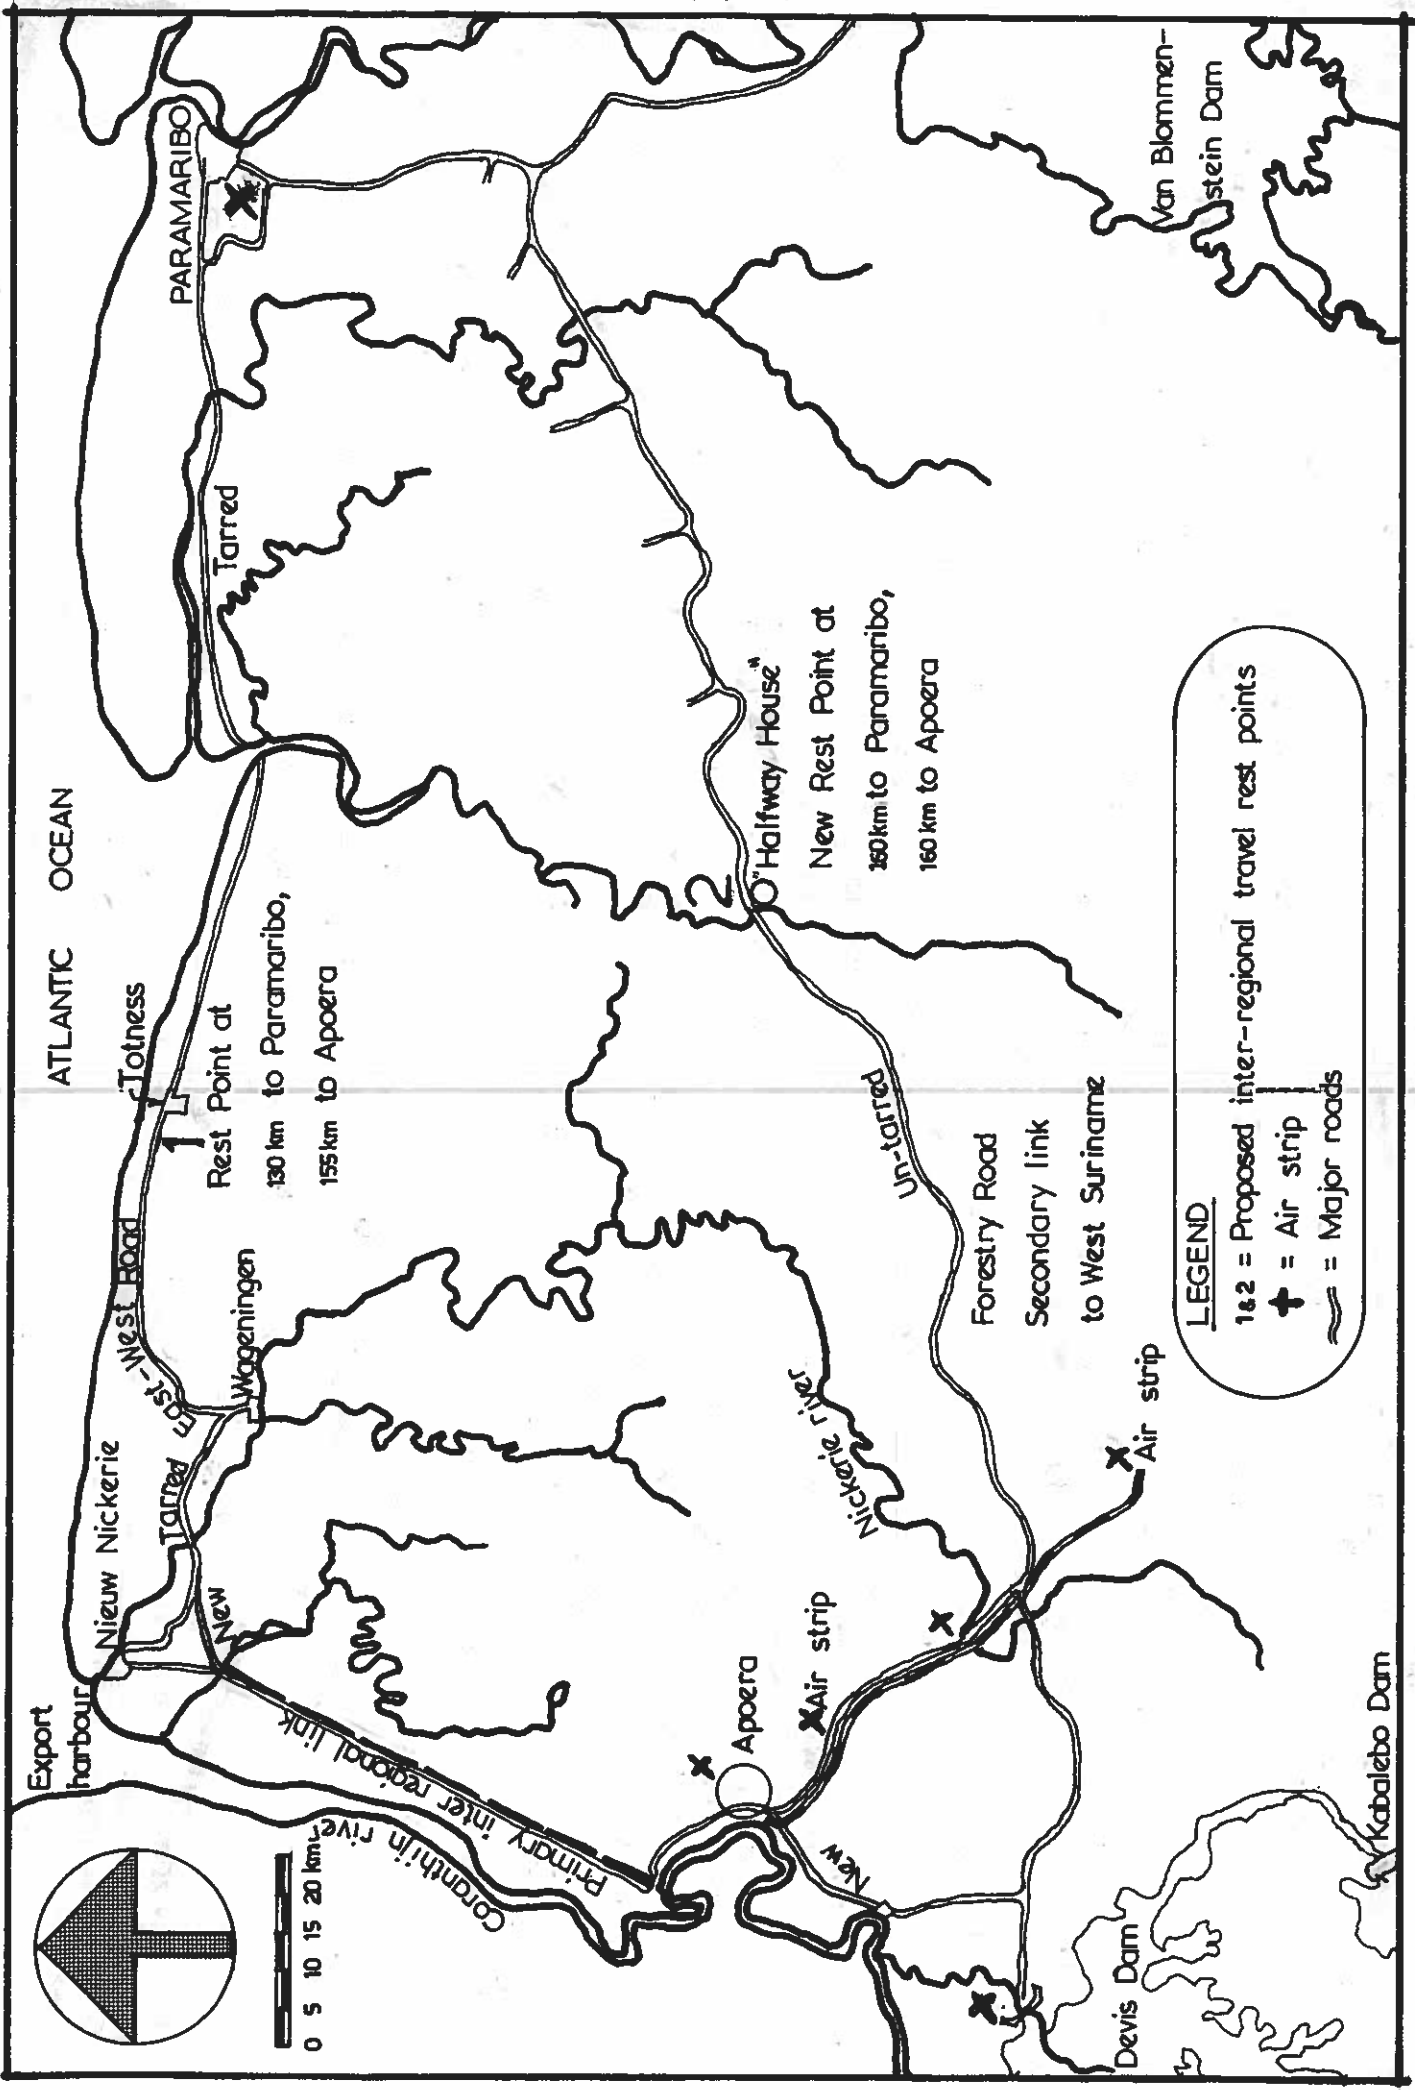 ATLANTIC OCEAN
Export
harbour
Nieuw Nickerie
Tarred
East-West Road
Totness
1
Rest Point at
130 km to Paramaribo,
155 km to Apoera
Tarred
PARAMARIBO
New
Wageningen
0 5 10 15 20 km
Coranthijn river
Primary inter regional link
Apoera
Air strip
Nickerie river
2
"Halfway House"
New Rest Point at
160 km to Paramaribo,
160 km to Apoera
Un-tarred
Forestry Road
Secondary link
to West Suriname
New
Air strip
Devis Dam
Kabalebo Dam
Van Blommen-
stein Dam
LEGEND
1&2 = Proposed inter-regional travel rest points
= Air strip
= Major roads